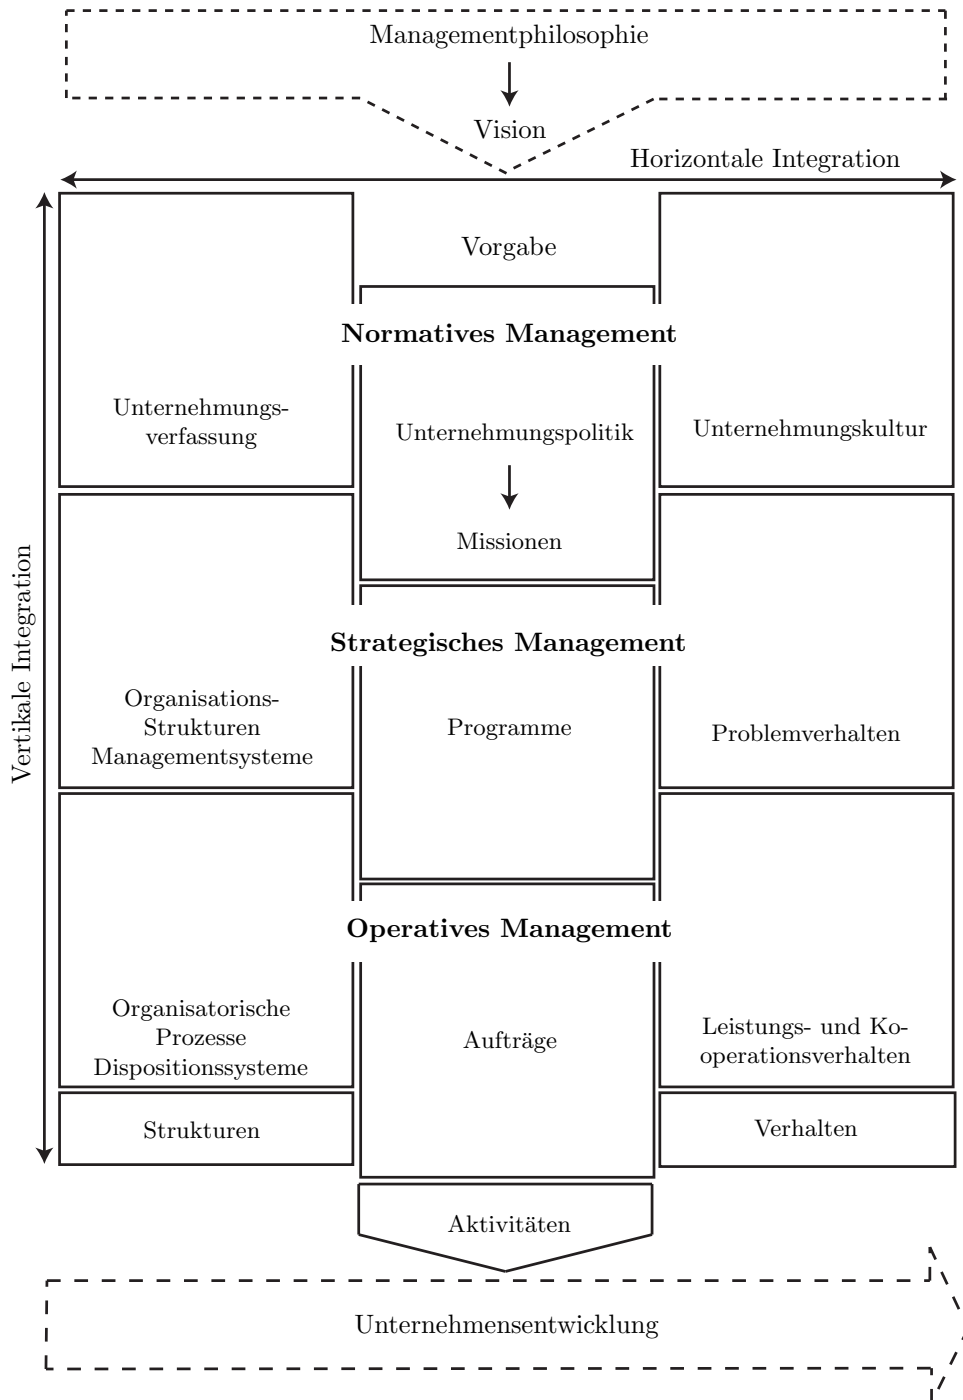 Managementphilosophie
Vision
Horizontale Integration
Vertikale Integration
Vorgabe
Normatives Management
Unternehmungs-
verfassung
Unternehmungspolitik
Unternehmungskultur
Missionen
Strategisches Management
Organisations-
Strukturen
Managementsysteme
Programme
Problemverhalten
Operatives Management
Organisatorische
Prozesse
Dispositionssysteme
Aufträge
Leistungs- und Ko-
operationsverhalten
Strukturen
Verhalten
Aktivitäten
Unternehmensentwicklung